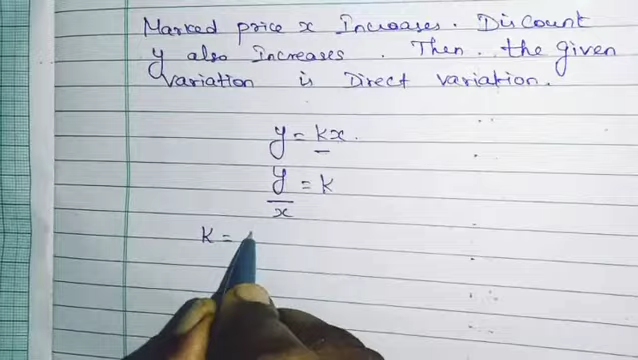 Marked price x Increases. Discount
y also Increases. Then. the given
variation is Direct variation.
y = kx.
y/x = k
K =